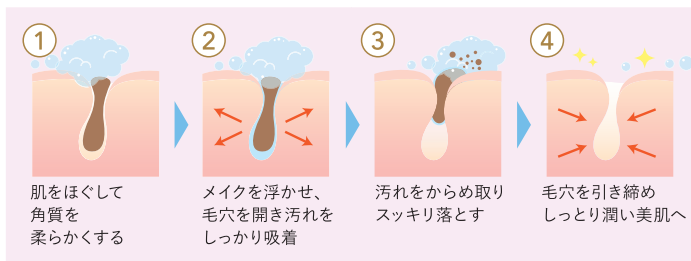 1
肌をほぐして
角質を
柔らかくする
2
メイクを浮かせ、
毛穴を開き汚れを
しっかり吸着
3
汚れをからめ取り
スッキリ落とす
4
毛穴を引き締め
しっとり潤い美肌へ